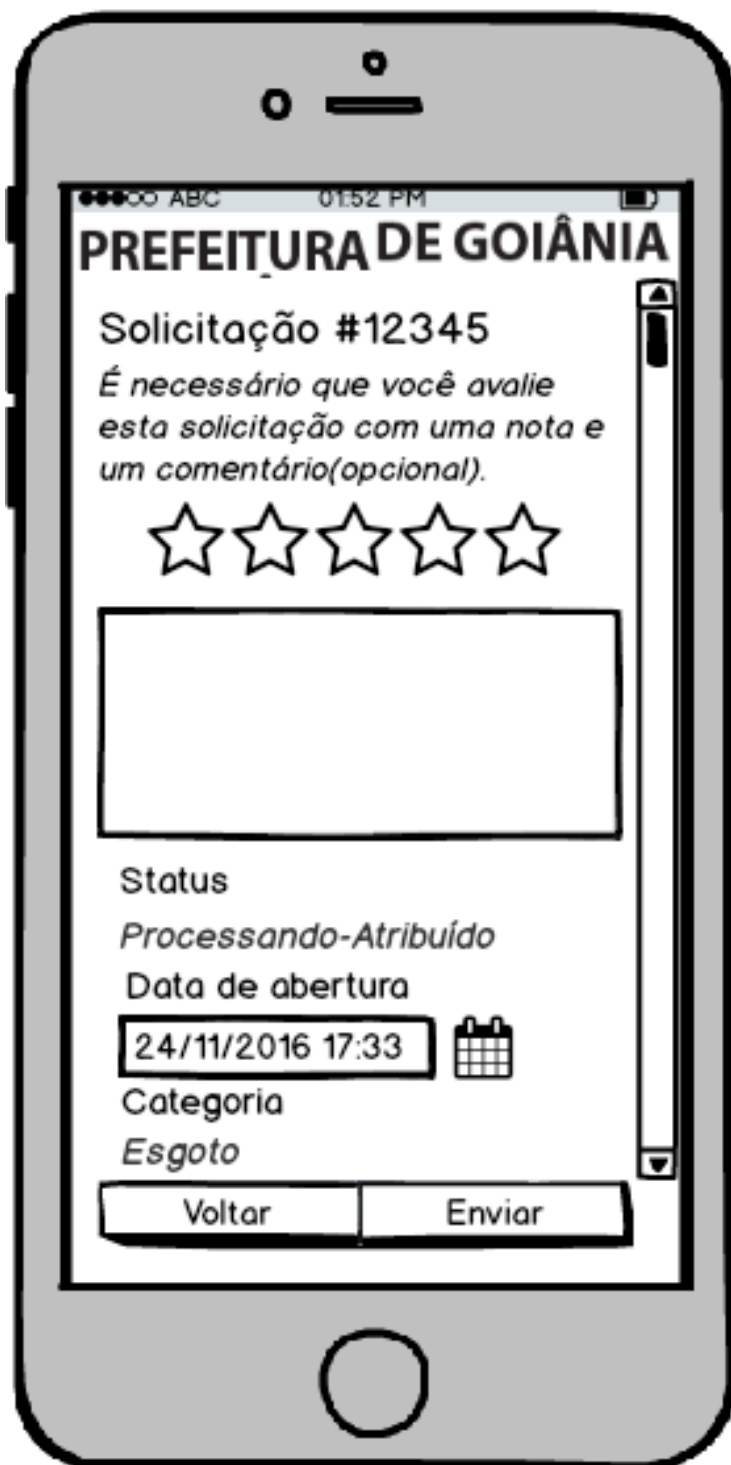 ABC 01:52 PM
PREFEITURA DE GOIÂNIA
Solicitação #12345
É necessário que você avalie
esta solicitação com uma nota e
um comentário(opcional).
Status
Processando-Atribuído
Data de abertura
24/11/2016 17:33
Categoria
Esgoto
Voltar Enviar